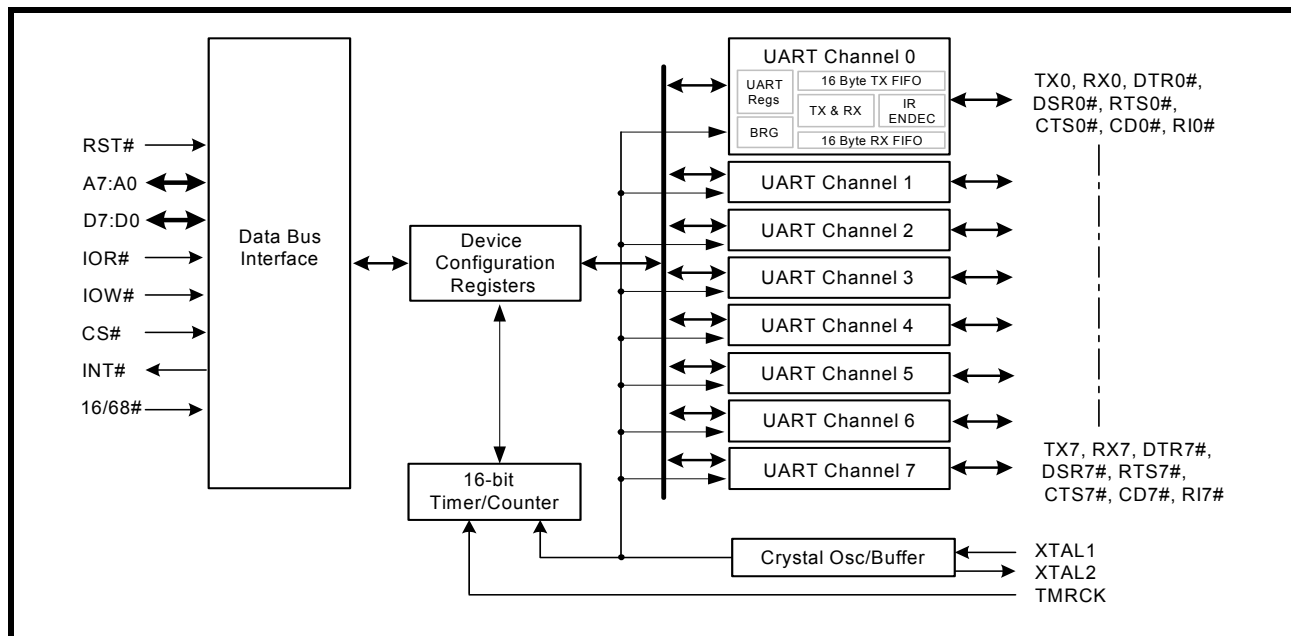 RST#
A7:A0
D7:D0
IOR#
IOW#
CS#
INT#
16/68#
Data Bus
Interface
Device
Configuration
Registers
16-bit
Timer/Counter
UART Channel 0
UART
Regs
BRG
16 Byte TX FIFO
TX & RX
IR
ENDEC
16 Byte RX FIFO
UART Channel 1
UART Channel 2
UART Channel 3
UART Channel 4
UART Channel 5
UART Channel 6
UART Channel 7
Crystal Osc/Buffer
TX0, RX0, DTR0#,
DSR0#, RTS0#,
CTS0#, CD0#, RI0#
TX7, RX7, DTR7#,
DSR7#, RTS7#,
CTS7#, CD7#, RI7#
XTAL1
XTAL2
TMRCK